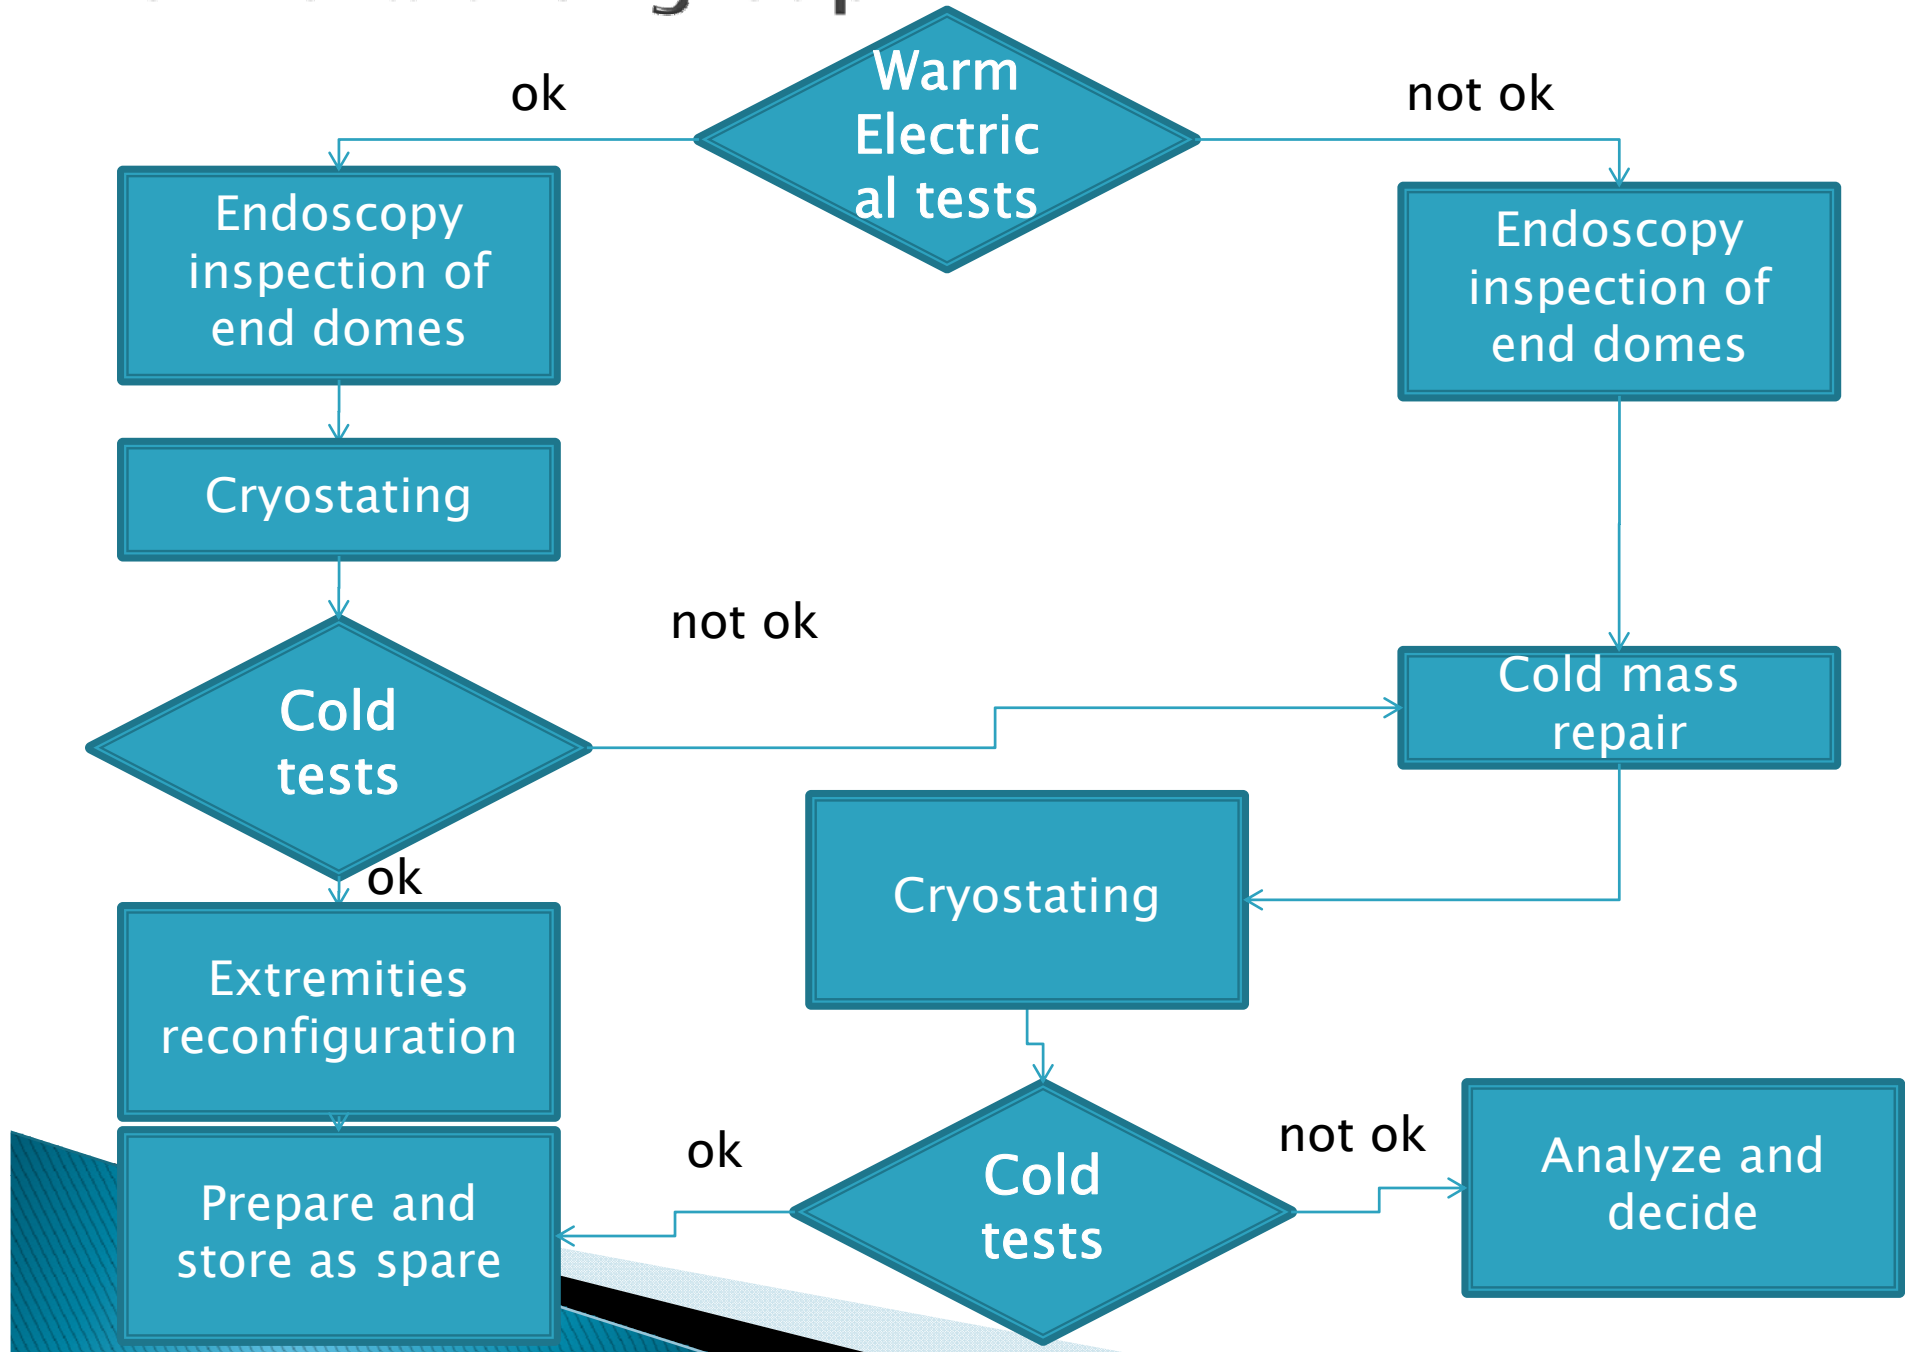 Warm
Electric
al tests
ok
not ok
Endoscopy
inspection of
end domes
Endoscopy
inspection of
end domes
Cryostating
not ok
Cold
tests
Cold mass
repair
ok
Cryostating
Extremities
reconfiguration
ok
not ok
Cold
tests
Analyze and
decide
Prepare and
store as spare